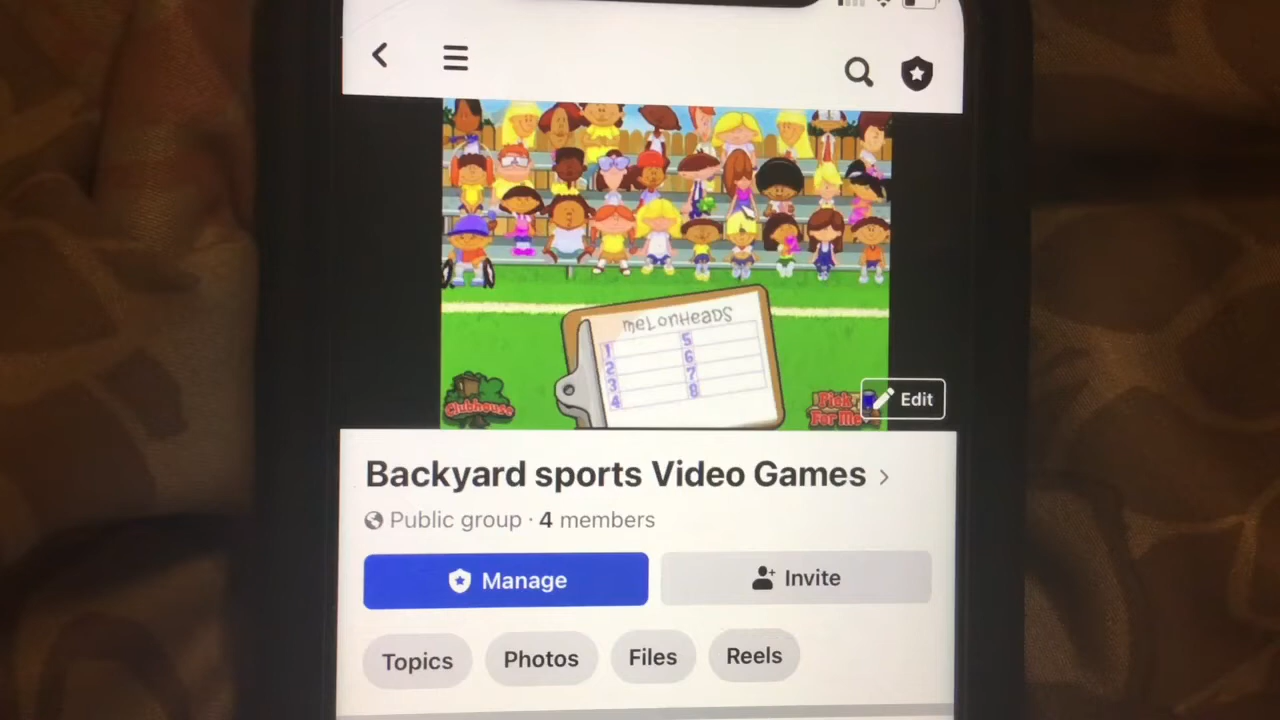 MeLonHeaDS
1
2
3
4
5
6
7
8
Clubhouse
Pick
For Me
Edit
Backyard sports Video Games
Public group · 4 members
Manage
Invite
Topics
Photos
Files
Reels